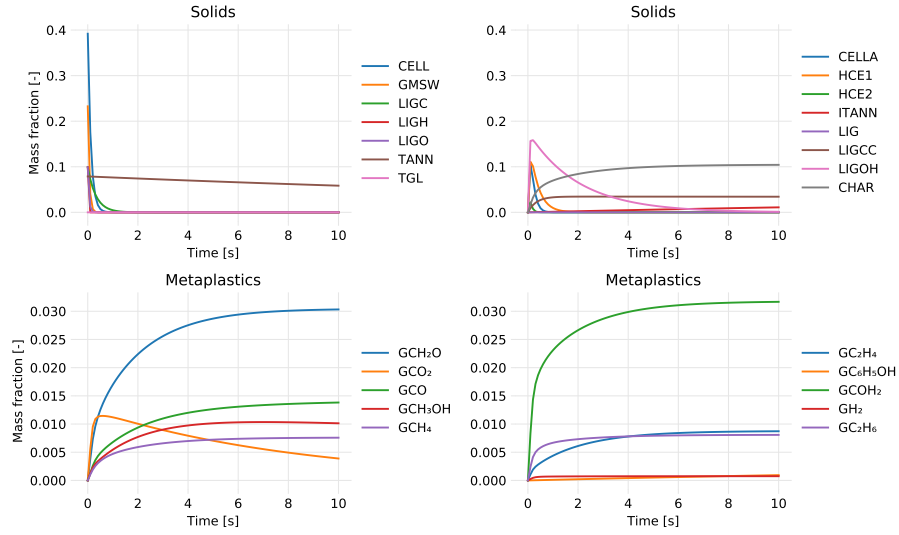 Solids
Mass fraction [-]
0.4
0.3
0.2
0.1
0.0
0 2 4 6 8 10
Time [s]
CELL
GMSW
LIGC
LIGH
LIGO
TANN
TGL
Solids
0.4
0.3
0.2
0.1
0.0
0 2 4 6 8 10
Time [s]
CELLA
HCE1
HCE2
ITANN
LIG
LIGCC
LIGOH
CHAR
Metaplastics
Mass fraction [-]
0.030
0.025
0.020
0.015
0.010
0.005
0.000
0 2 4 6 8 10
Time [s]
GCH₂O
GCO₂
GCO
GCH₃OH
GCH₄
Metaplastics
0.030
0.025
0.020
0.015
0.010
0.005
0.000
0 2 4 6 8 10
Time [s]
GC₂H₄
GC₆H₅OH
GCOH₂
GH₂
GC₂H₆